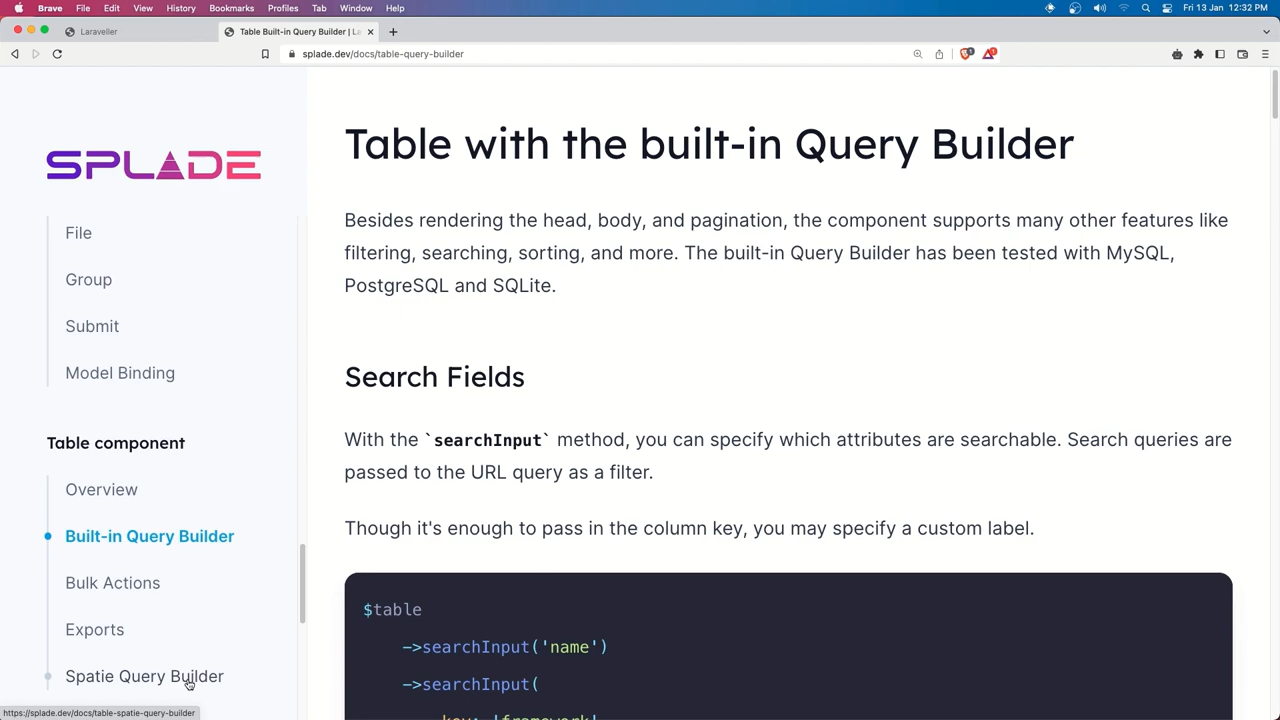 Brave File Edit View History Bookmarks Profiles Tab Window Help Fri 13 Jan 12:32 PM
Laraveller
Table Built-in Query Builder | La
splade.dev/docs/table-query-builder
SPLADE
File
Group
Submit
Model Binding
Table component
Overview
Built-in Query Builder
Bulk Actions
Exports
Spatie Query Builder
https://splade.dev/docs/table-spatie-query-builder
Table with the built-in Query Builder
Besides rendering the head, body, and pagination, the component supports many other features like
filtering, searching, sorting, and more. The built-in Query Builder has been tested with MySQL,
PostgreSQL and SQLite.
Search Fields
With the `searchInput` method, you can specify which attributes are searchable. Search queries are
passed to the URL query as a filter.
Though it's enough to pass in the column key, you may specify a custom label.
$table
->searchInput('name')
->searchInput(
key: 'framework'